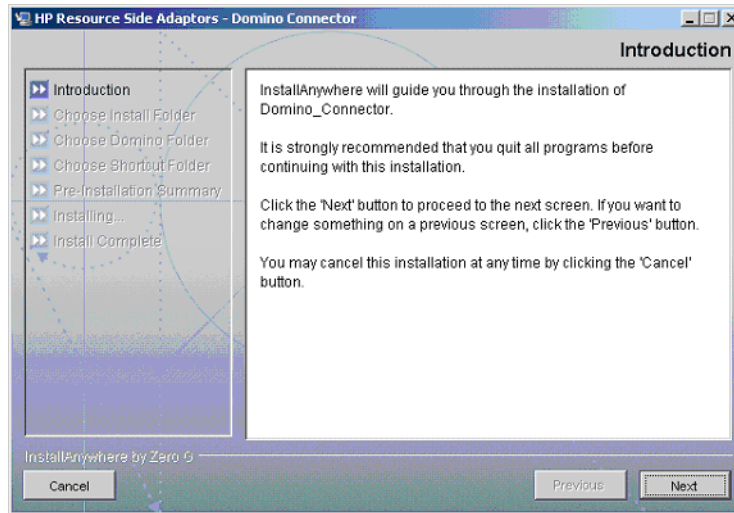 HP Resource Side Adaptors - Domino Connector
Introduction
Introduction
Choose Install Folder
Choose Domino Folder
Choose Shortcut Folder
Pre-Installation Summary
Installing...
Install Complete
InstallAnywhere will guide you through the installation of
Domino_Connector.
It is strongly recommended that you quit all programs before
continuing with this installation.
Click the 'Next' button to proceed to the next screen. If you want to
change something on a previous screen, click the 'Previous' button.
You may cancel this installation at any time by clicking the 'Cancel'
button.
InstallAnywhere by Zero G
Cancel
Previous
Next